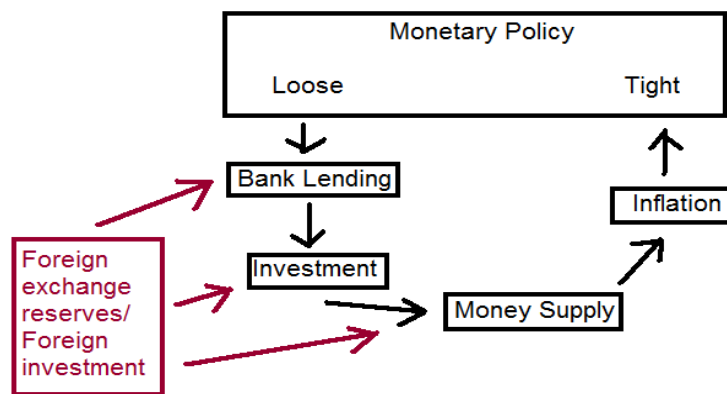 Monetary Policy
Loose
Tight
Bank Lending
Inflation
Foreign
exchange
reserves/
Foreign
investment
Investment
Money Supply